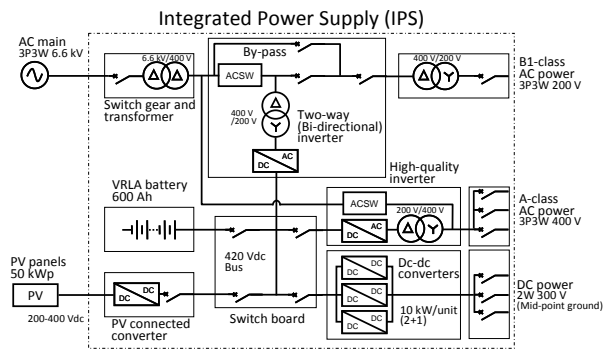 Integrated Power Supply (IPS)
AC main
3P3W 6.6 kV
6.6 kV/400 V
Switch gear and
transformer
By-pass
ACSW
400 V
/200 V
Two-way
(Bi-directional)
inverter
AC
DC
400 V/200 V
B1-class
AC power
3P3W 200 V
High-quality
inverter
ACSW
200 V/400 V
AC
DC
A-class
AC power
3P3W 400 V
VRLA battery
600 Ah
420 Vdc
Bus
Switch board
PV panels
50 kWp
PV
200-400 Vdc
DC
DC
PV connected
converter
DC
DC
DC
DC
DC
DC
Dc-dc
converters
10 kW/unit
(2+1)
DC power
2W 300 V
(Mid-point ground)